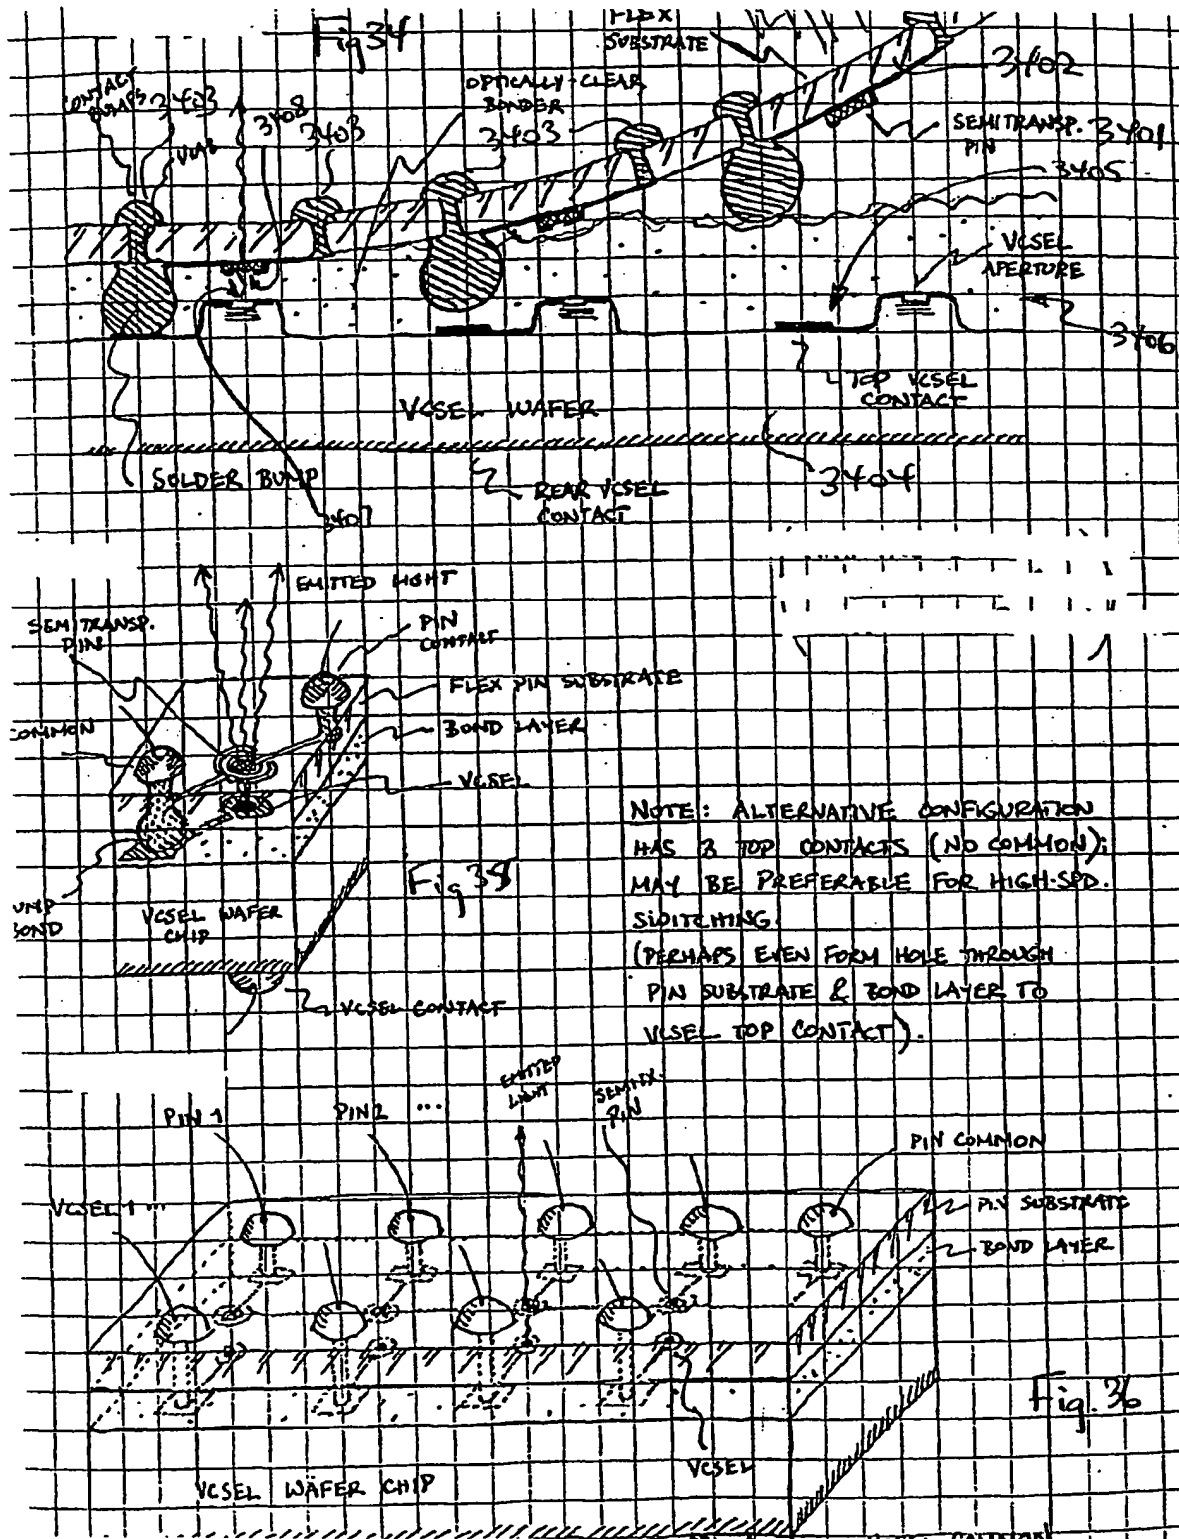 Fig 34
FLEX
SUBSTRATE
3402
CONTACT
BUMPS
3403
VIAS
3408
3403
OPTICALLY-CLEAR
BONDER
3403
SEMITRANSP.
PIN
3401
3405
VCSEL
APERTURE
3406
TOP VCSEL
CONTACT
VCSEL WAFER
SOLDER BUMP
3407
REAR VCSEL
CONTACT
3404
EMITTED LIGHT
SEMITRANSP.
PIN
PIN
CONTACT
FLEX PIN SUBSTRATE
BOND LAYER
COMMON
VCSEL
UMP
BOND
VCSEL WAFER
CHIP
VCSEL CONTACT
NOTE: ALTERNATIVE CONFIGURATION
HAS 3 TOP CONTACTS (NO COMMON);
MAY BE PREFERABLE FOR HIGH-SPD.
SWITCHING.
(PERHAPS EVEN FORM HOLE THROUGH
PIN SUBSTRATE & BOND LAYER TO
VCSEL TOP CONTACT).
PIN 1
PIN 2 ...
EMITTED
LIGHT
PIN
PIN COMMON
VCSEL 1 ...
PIN SUBSTRATE
BOND LAYER
Fig. 36
VCSEL
VCSEL WAFER CHIP